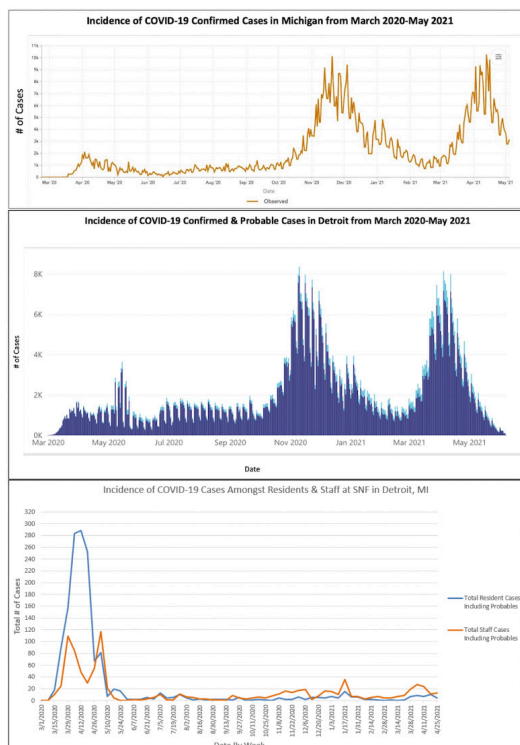 Incidence of COVID-19 Confirmed Cases in Michigan from March 2020-May 2021
# of Cases
11k
10k
9k
8k
7k
6k
5k
4k
3k
2k
1k
0
Mar '20 Apr '20 May '20 Jun '20 Jul '20 Aug '20 Sep '20 Oct '20 Nov '20 Dec '20 Jan '21 Feb '21 Mar '21 Apr '21 May '21
Date
Observed
Incidence of COVID-19 Confirmed & Probable Cases in Detroit from March 2020-May 2021
# of Cases
8K
6K
4K
2K
0K
Mar 2020 May 2020 Jul 2020 Sep 2020 Nov 2020 Jan 2021 Mar 2021 May 2021
Date
Incidence of COVID-19 Cases Amongst Residents & Staff at SNF in Detroit, MI
Total # of Cases
320
300
280
260
240
220
200
180
160
140
120
100
80
60
40
20
0
3/1/2020 3/15/2020 3/29/2020 4/12/2020 4/26/2020 5/10/2020 5/24/2020 6/7/2020 6/21/2020 7/5/2020 7/19/2020 8/2/2020 8/16/2020 8/30/2020 9/13/2020 9/27/2020 10/11/2020 10/25/2020 11/8/2020 11/22/2020 12/6/2020 12/20/2020 1/3/2021 1/17/2021 1/31/2021 2/14/2021 2/28/2021 3/14/2021 3/28/2021 4/11/2021 4/25/2021
Total Resident Cases
Including Probables
Total Staff Cases
Including Probables
Date By Week